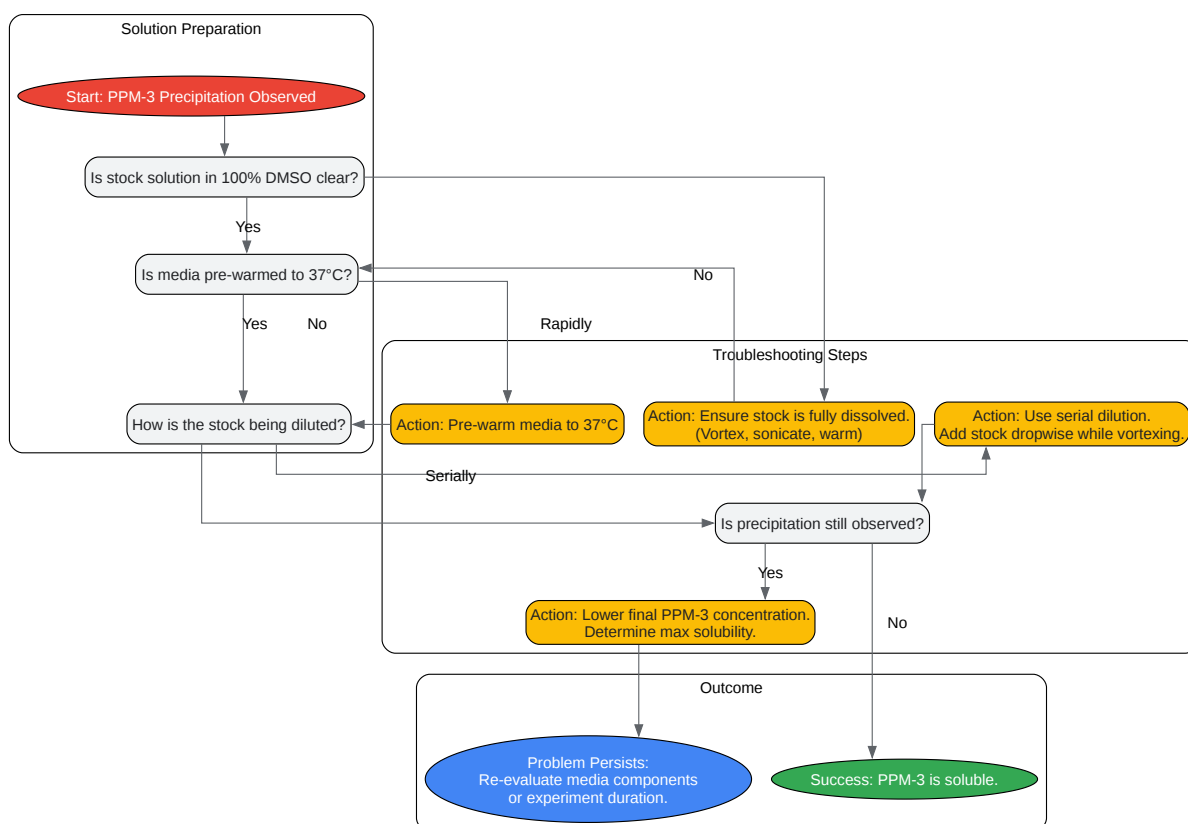 Solution Preparation
Start: PPM-3 Precipitation Observed
Is stock solution in 100% DMSO clear?
Yes
Is media pre-warmed to 37°C?
No
Yes
No
Rapidly
Troubleshooting Steps
How is the stock being diluted?
Action: Pre-warm media to 37°C
Action: Ensure stock is fully dissolved.
(Vortex, sonicate, warm)
Action: Use serial dilution.
Add stock dropwise while vortexing.
Serially
Is precipitation still observed?
Yes
Action: Lower final PPM-3 concentration.
Determine max solubility.
No
Outcome
Problem Persists:
Re-evaluate media components
or experiment duration.
Success: PPM-3 is soluble.